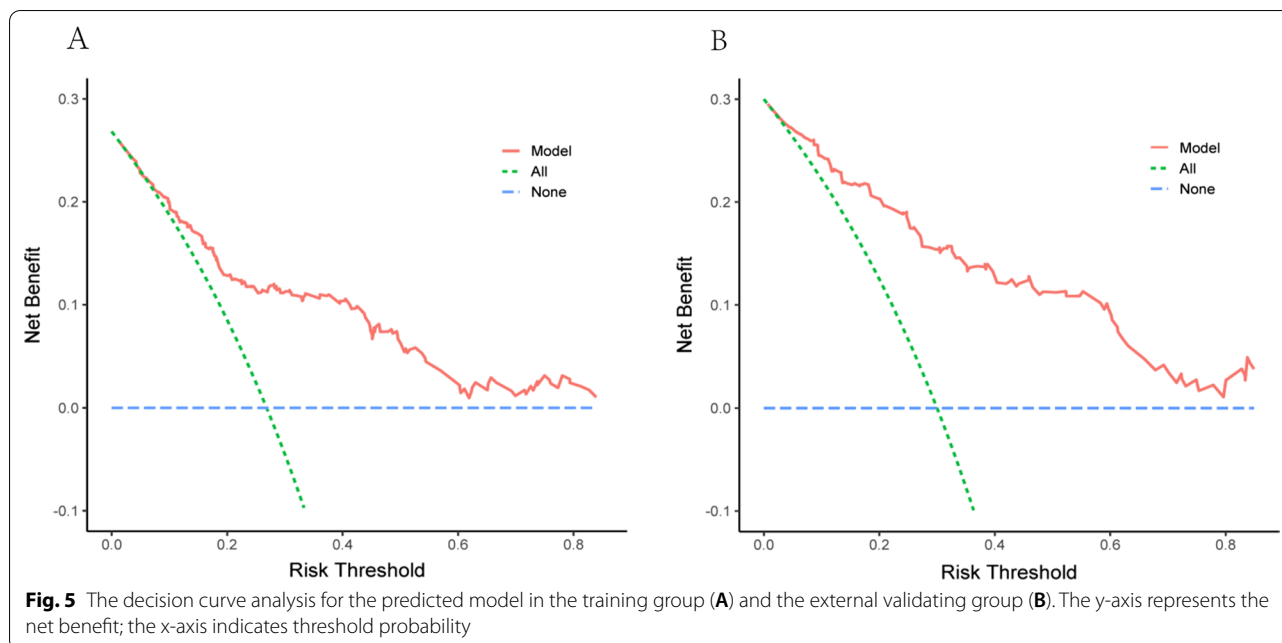 A
0.3
0.2
0.1
0.0
-0.1
Net Benefit
Model
All
None
0.0 0.2 0.4 0.6 0.8
Risk Threshold
B
0.3
0.2
0.1
0.0
-0.1
Net Benefit
Model
All
None
0.0 0.2 0.4 0.6 0.8
Risk Threshold
Fig. 5 The decision curve analysis for the predicted model in the training group (A) and the external validating group (B). The y-axis represents the
net benefit; the x-axis indicates threshold probability